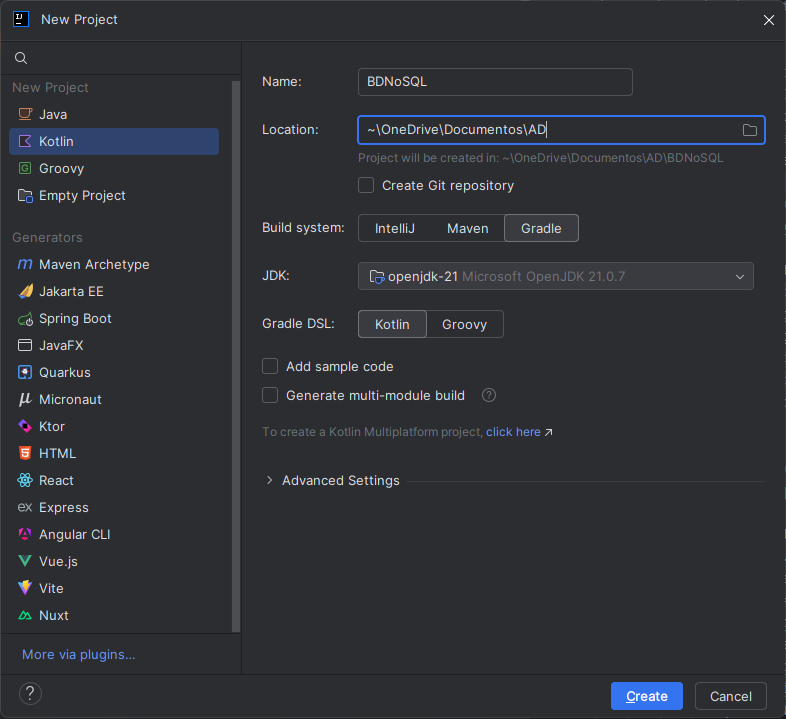 New Project
New Project
Java
Kotlin
Groovy
Empty Project
Generators
Maven Archetype
Jakarta EE
Spring Boot
JavaFX
Quarkus
Micronaut
Ktor
HTML
React
Express
Angular CLI
Vue.js
Vite
Nuxt
More via plugins...
Name: BDNoSQL
Location: ~\OneDrive\Documentos\AD
Project will be created in: ~\OneDrive\Documentos\AD\BDNoSQL
Create Git repository
Build system: IntelliJ Maven Gradle
JDK: openjdk-21 Microsoft OpenJDK 21.0.7
Gradle DSL: Kotlin Groovy
Add sample code
Generate multi-module build ?
To create a Kotlin Multiplatform project, click here ↗
Advanced Settings
? Create Cancel